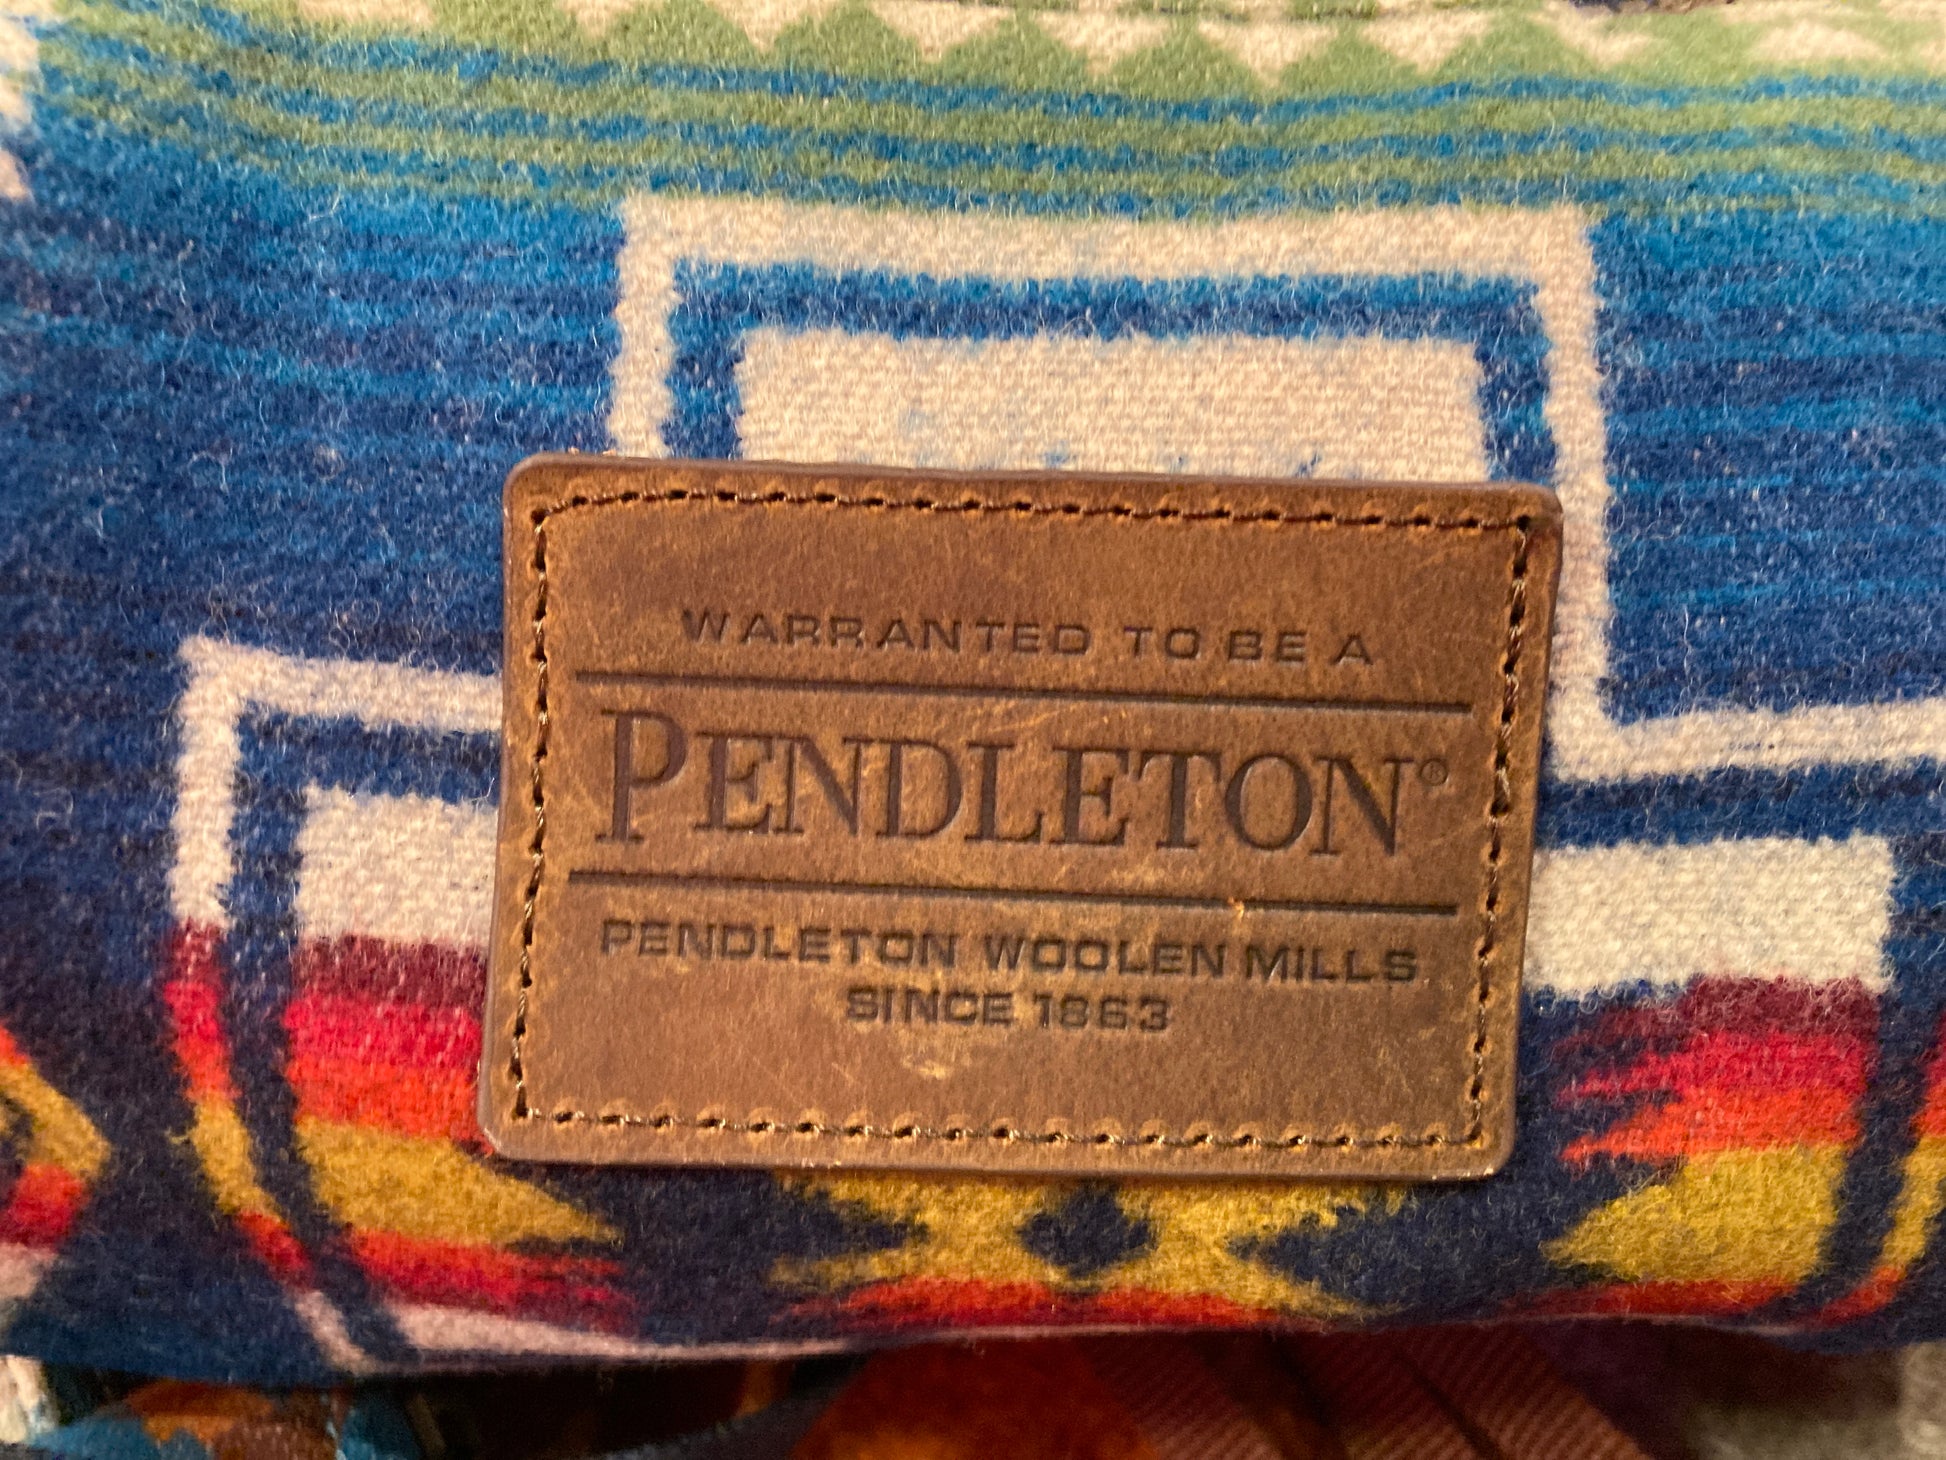 WARRANTED TO BE A
PENDLETON®
PENDLETON WOOLEN MILLS
SINCE 1863